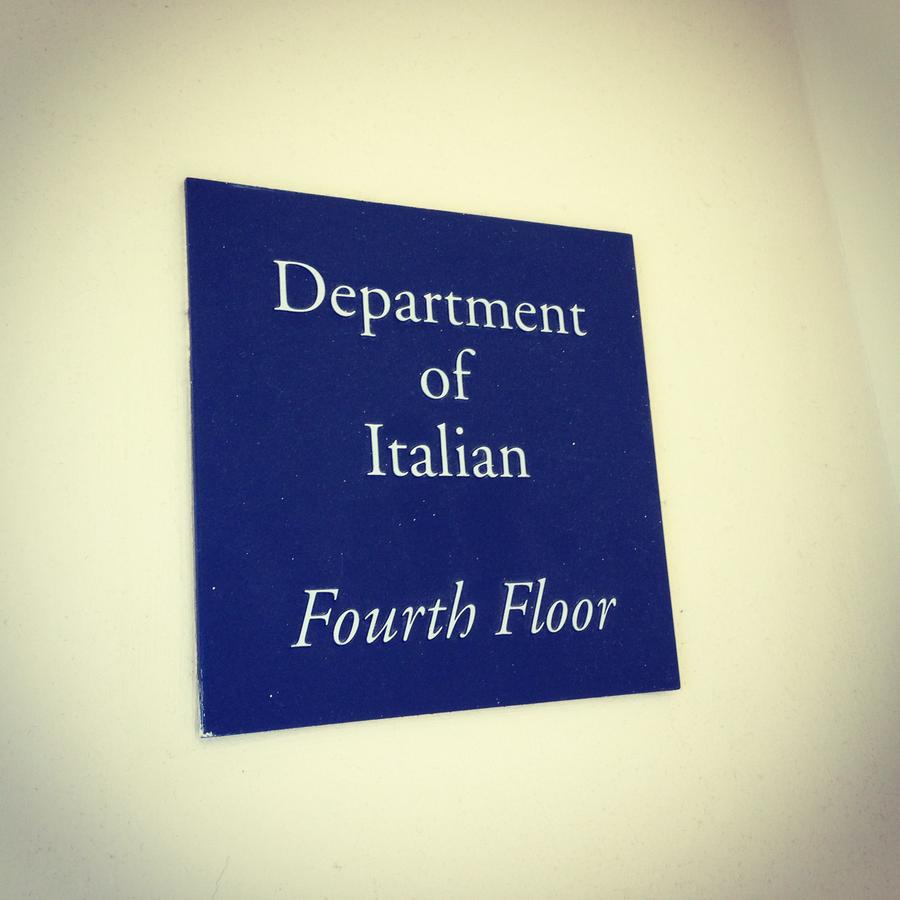 Department
of
Italian
Fourth Floor